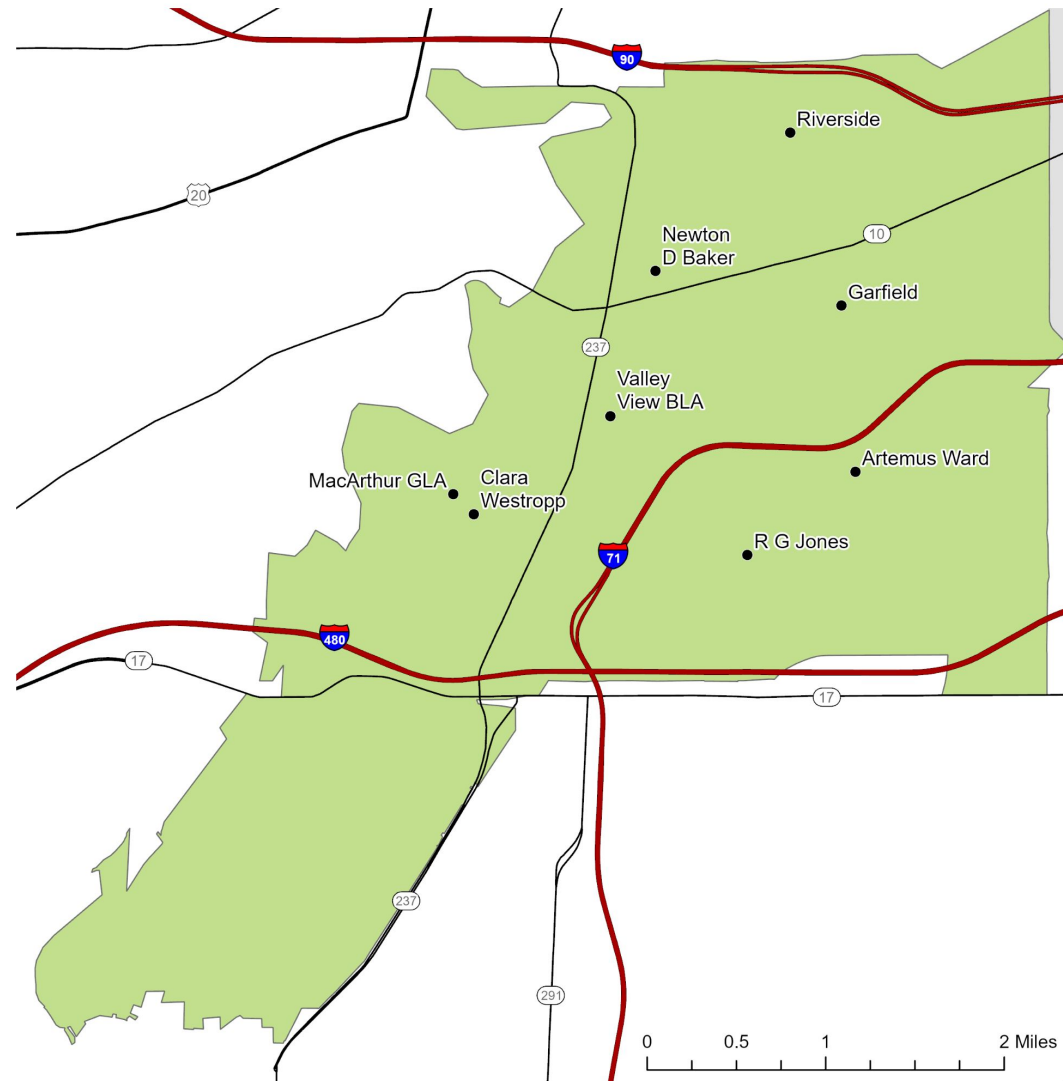 90
Riverside
20
10
Newton
D Baker
Garfield
237
Valley
View BLA
Artemus Ward
MacArthur GLA
Clara
Westropp
R G Jones
71
480
17
17
237
291
0 0.5 1 2 Miles